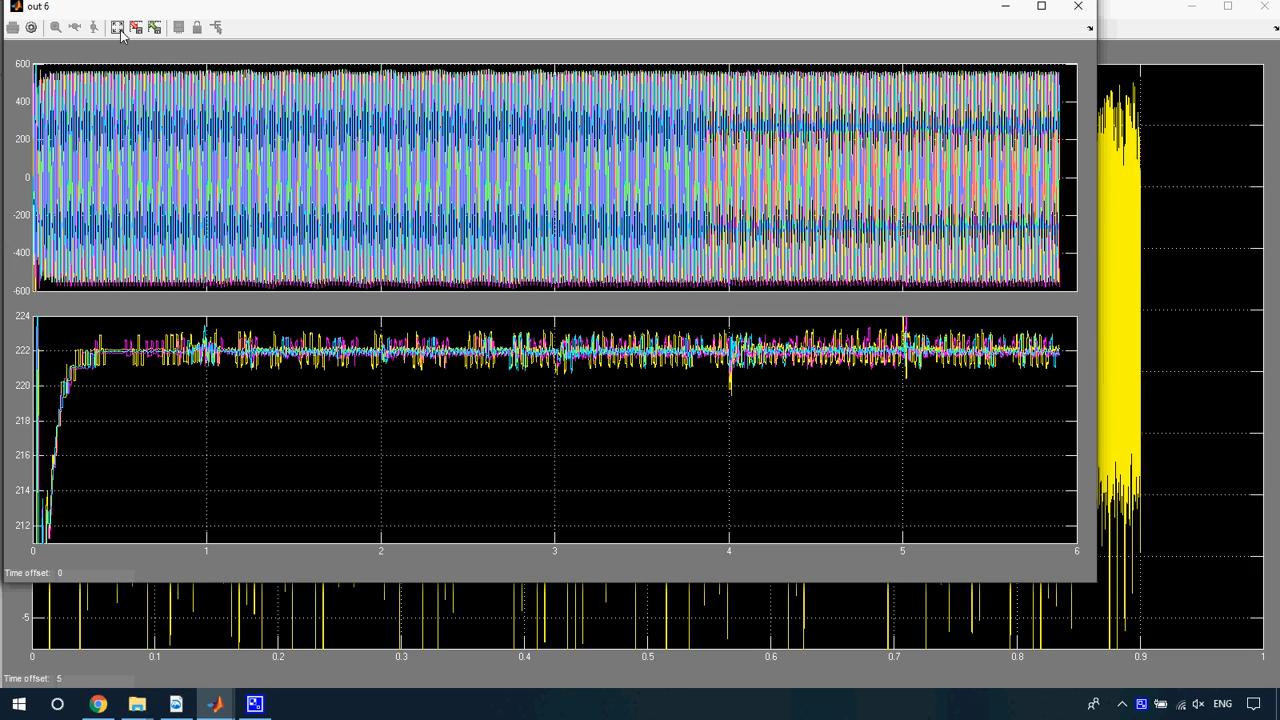 out 6
600
400
200
0
-200
-400
-600
224
222
220
218
216
214
212
0 1 2 3 4 5 6
Time offset: 0
-5
0 0.1 0.2 0.3 0.4 0.5 0.6 0.7 0.8 0.9 1
Time offset: 5
ENG